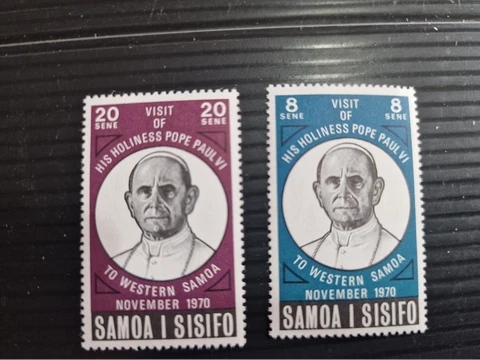 20 SENE VISIT OF 20 SENE
HIS HOLINESS POPE PAUL VI
TO WESTERN SAMOA
NOVEMBER 1970
SAMOA I SISIFO
8 SENE VISIT OF 8 SENE
HIS HOLINESS POPE PAUL VI
TO WESTERN SAMOA
NOVEMBER 1970
SAMOA I SISIFO